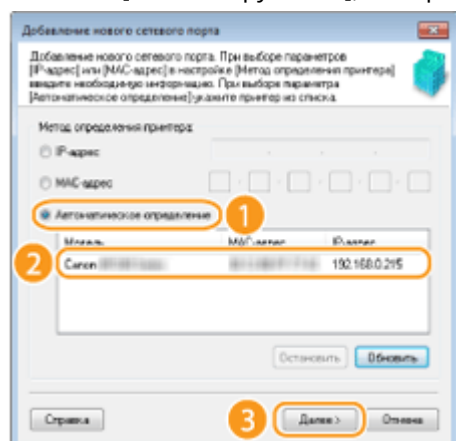 Добавление нового сетевого порта
Добавление нового сетевого порта. При выборе параметров
[IP-адрес] или [MAC-адрес] в настройке [Метод определения принтера]
введите необходимую информацию. При выборе параметра
[Автоматическое определение] укажите принтер из списка.
Метод определения принтера:
IP-адрес
MAC-адрес
Автоматическое определение 1
Модель MAC-адрес IP-адрес
2 Canon 192.168.0.215
Остановить Обновить
Справка 3 Далее > Отмена